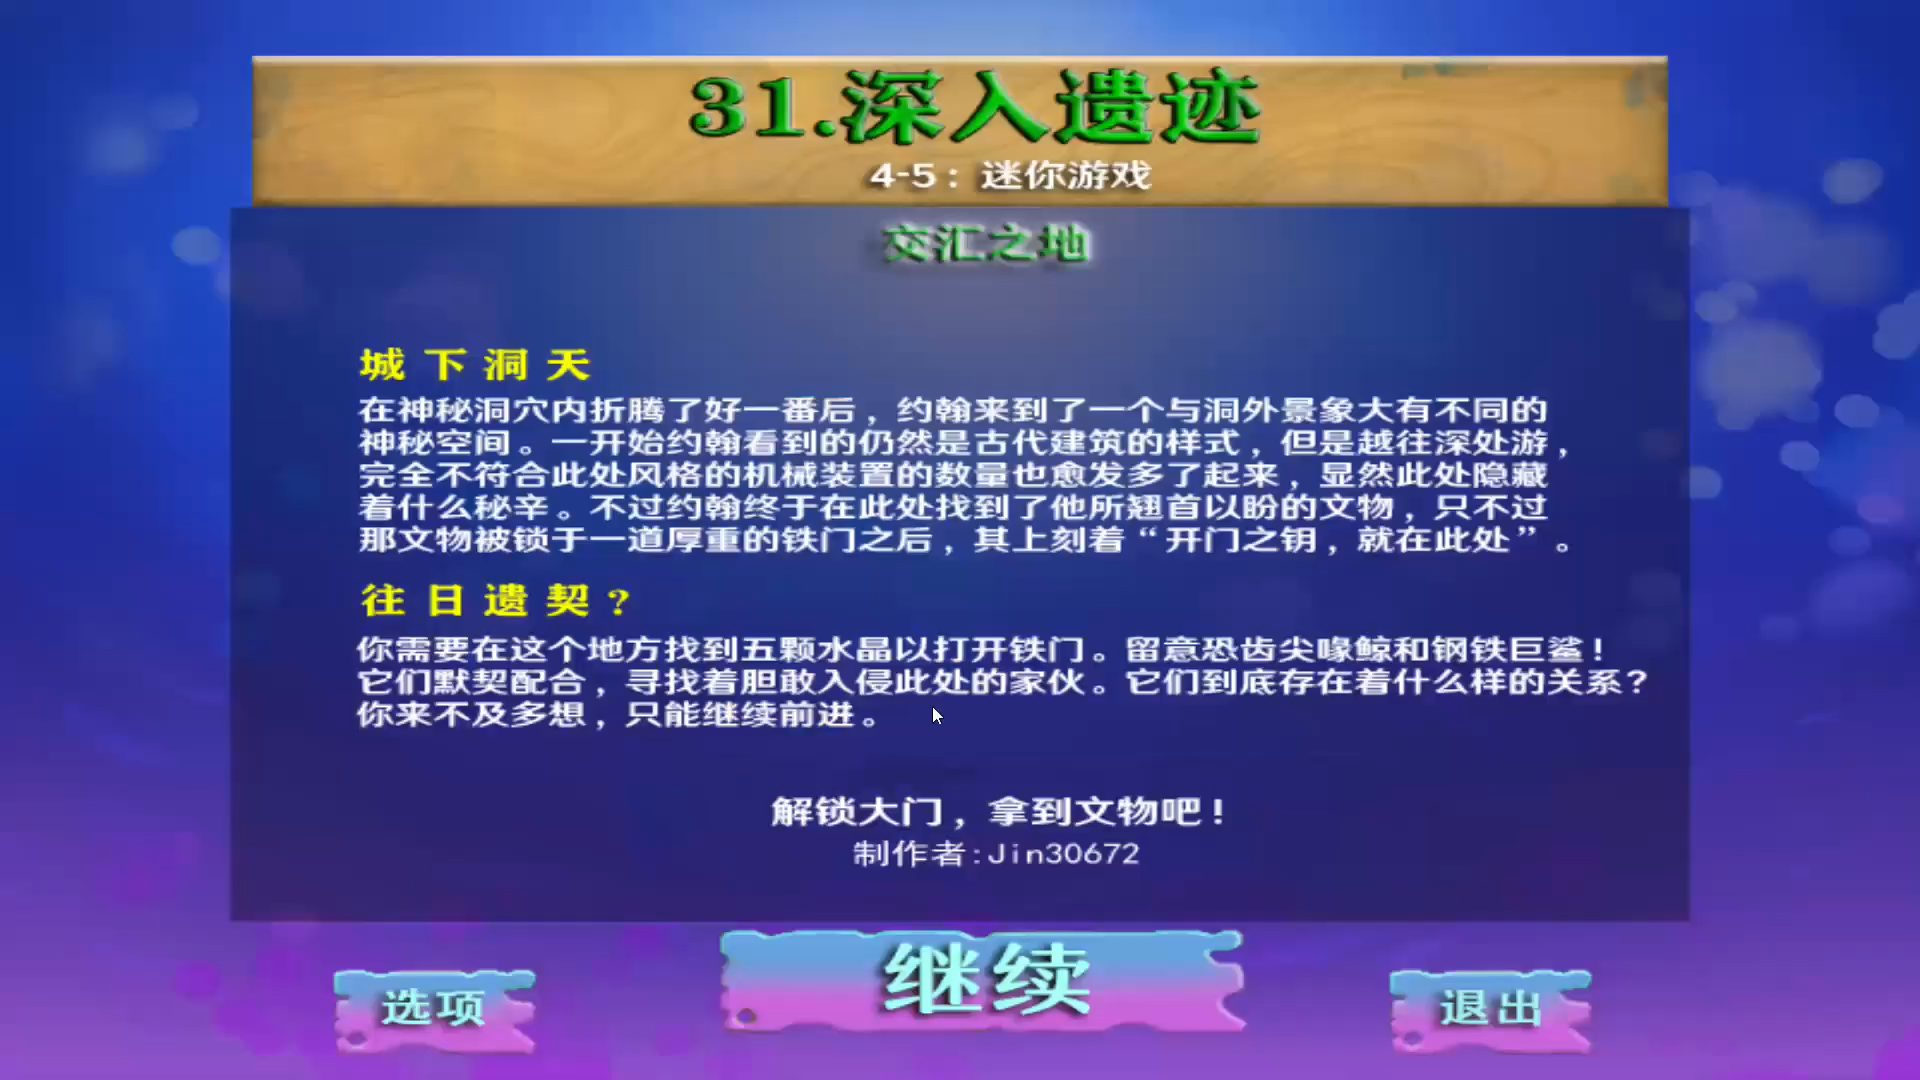 31.深入遗迹
4-5：迷你游戏
交汇之地
城下洞天
在神秘洞穴内折腾了好一番后，约翰来到了一个与洞外景象大有不同的
神秘空间。一开始约翰看到的仍然是古代建筑的样式，但是越往深处游，
完全不符合此处风格的机械装置的数量也愈发多了起来，显然此处隐藏
着什么秘辛。不过约翰终于在此处找到了他所翘首以盼的文物，只不过
那文物被锁于一道厚重的铁门之后，其上刻着“开门之钥，就在此处”。
往日遗契?
你需要在这个地方找到五颗水晶以打开铁门。留意恐齿尖喙鲸和钢铁巨鲨！
它们默契配合，寻找着胆敢入侵此处的家伙。它们到底存在着什么样的关系？
你来不及多想，只能继续前进。
解锁大门，拿到文物吧！
制作者:Jin30672
继续
选项
退出